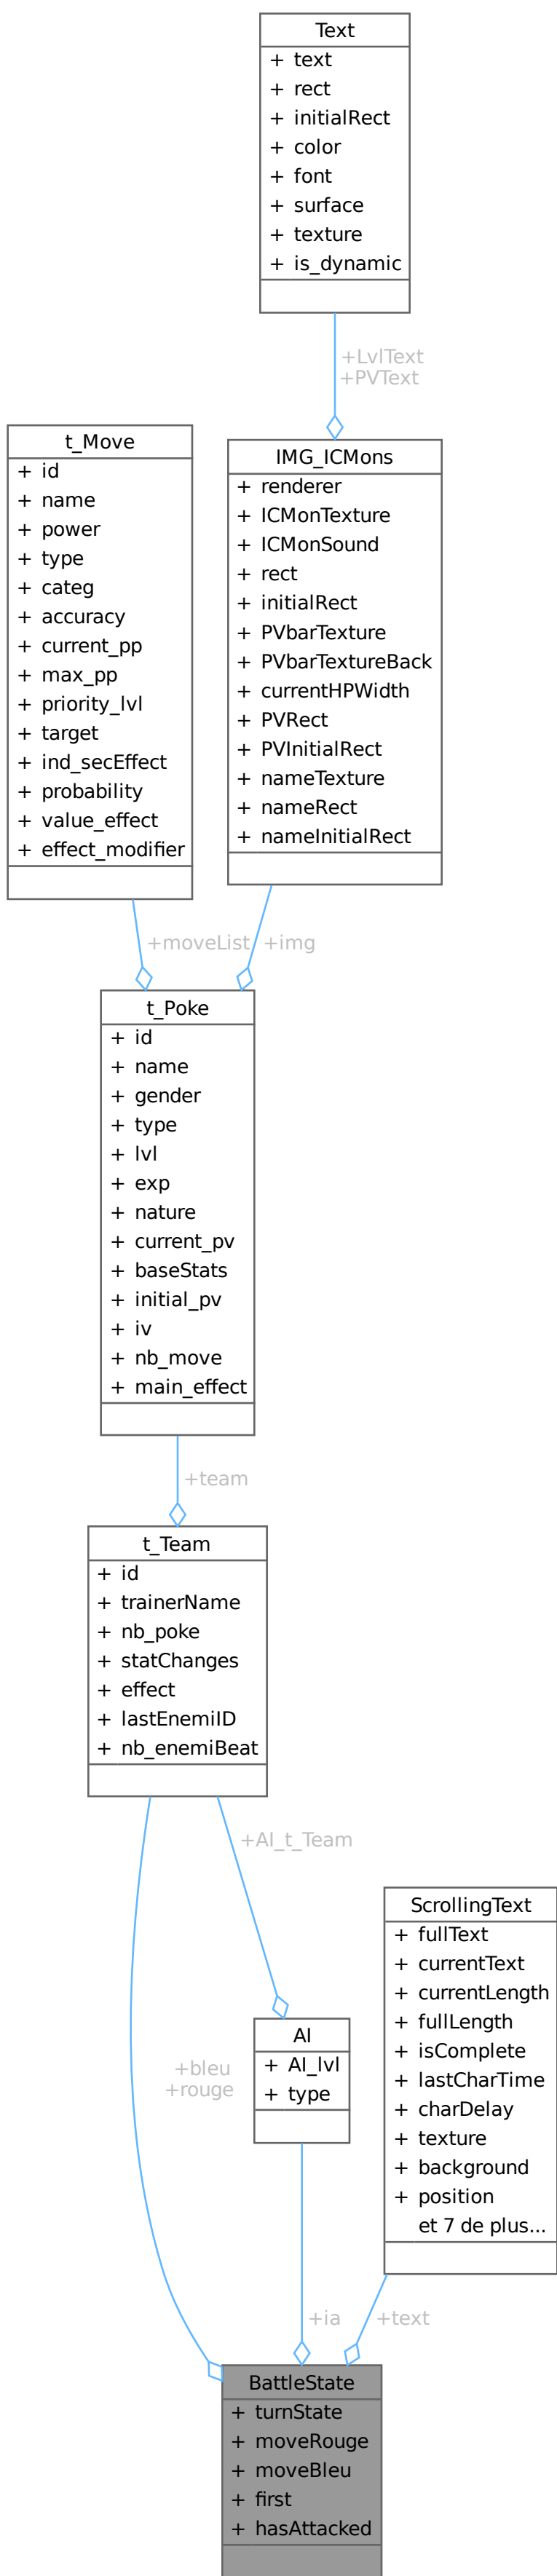 Text
+ text
+ rect
+ initialRect
+ color
+ font
+ surface
+ texture
+ is_dynamic
+LvlText
+PVText
t_Move
+ id
+ name
+ power
+ type
+ categ
+ accuracy
+ current_pp
+ max_pp
+ priority_lvl
+ target
+ ind_secEffect
+ probability
+ value_effect
+ effect_modifier
IMG_ICMons
+ renderer
+ ICMonTexture
+ ICMonSound
+ rect
+ initialRect
+ PVbarTexture
+ PVbarTextureBack
+ currentHPWidth
+ PVRect
+ PVInitialRect
+ nameTexture
+ nameRect
+ nameInitialRect
+moveList
+img
t_Poke
+ id
+ name
+ gender
+ type
+ lvl
+ exp
+ nature
+ current_pv
+ baseStats
+ initial_pv
+ iv
+ nb_move
+ main_effect
+team
t_Team
+ id
+ trainerName
+ nb_poke
+ statChanges
+ effect
+ lastEnemiID
+ nb_enemiBeat
+AI_t_Team
ScrollingText
+ fullText
+ currentText
+ currentLength
+ fullLength
+ isComplete
+ lastCharTime
+ charDelay
+ texture
+ background
+ position
et 7 de plus...
AI
+ AI_lvl
+ type
+bleu
+rouge
+ia
+text
BattleState
+ turnState
+ moveRouge
+ moveBleu
+ first
+ hasAttacked